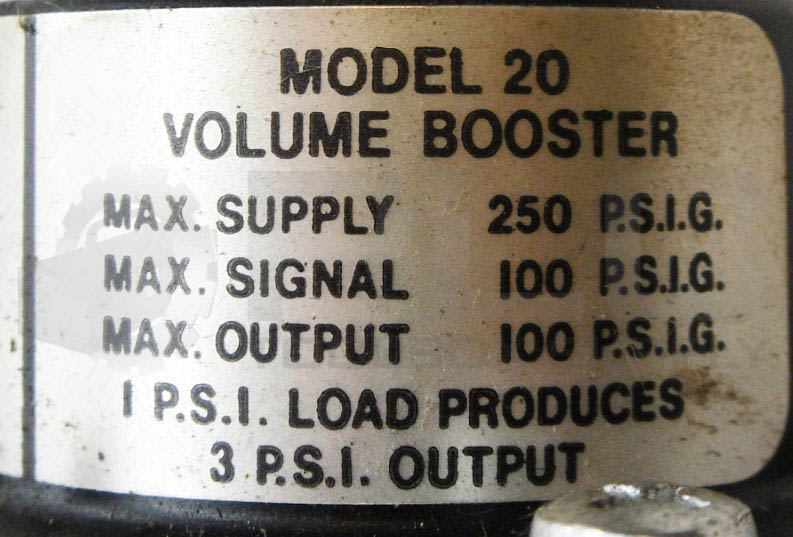 MODEL 20
VOLUME BOOSTER
MAX. SUPPLY 250 P.S.I.G.
MAX. SIGNAL 100 P.S.I.G.
MAX. OUTPUT 100 P.S.I.G.
1 P.S.I. LOAD PRODUCES
3 P.S.I. OUTPUT